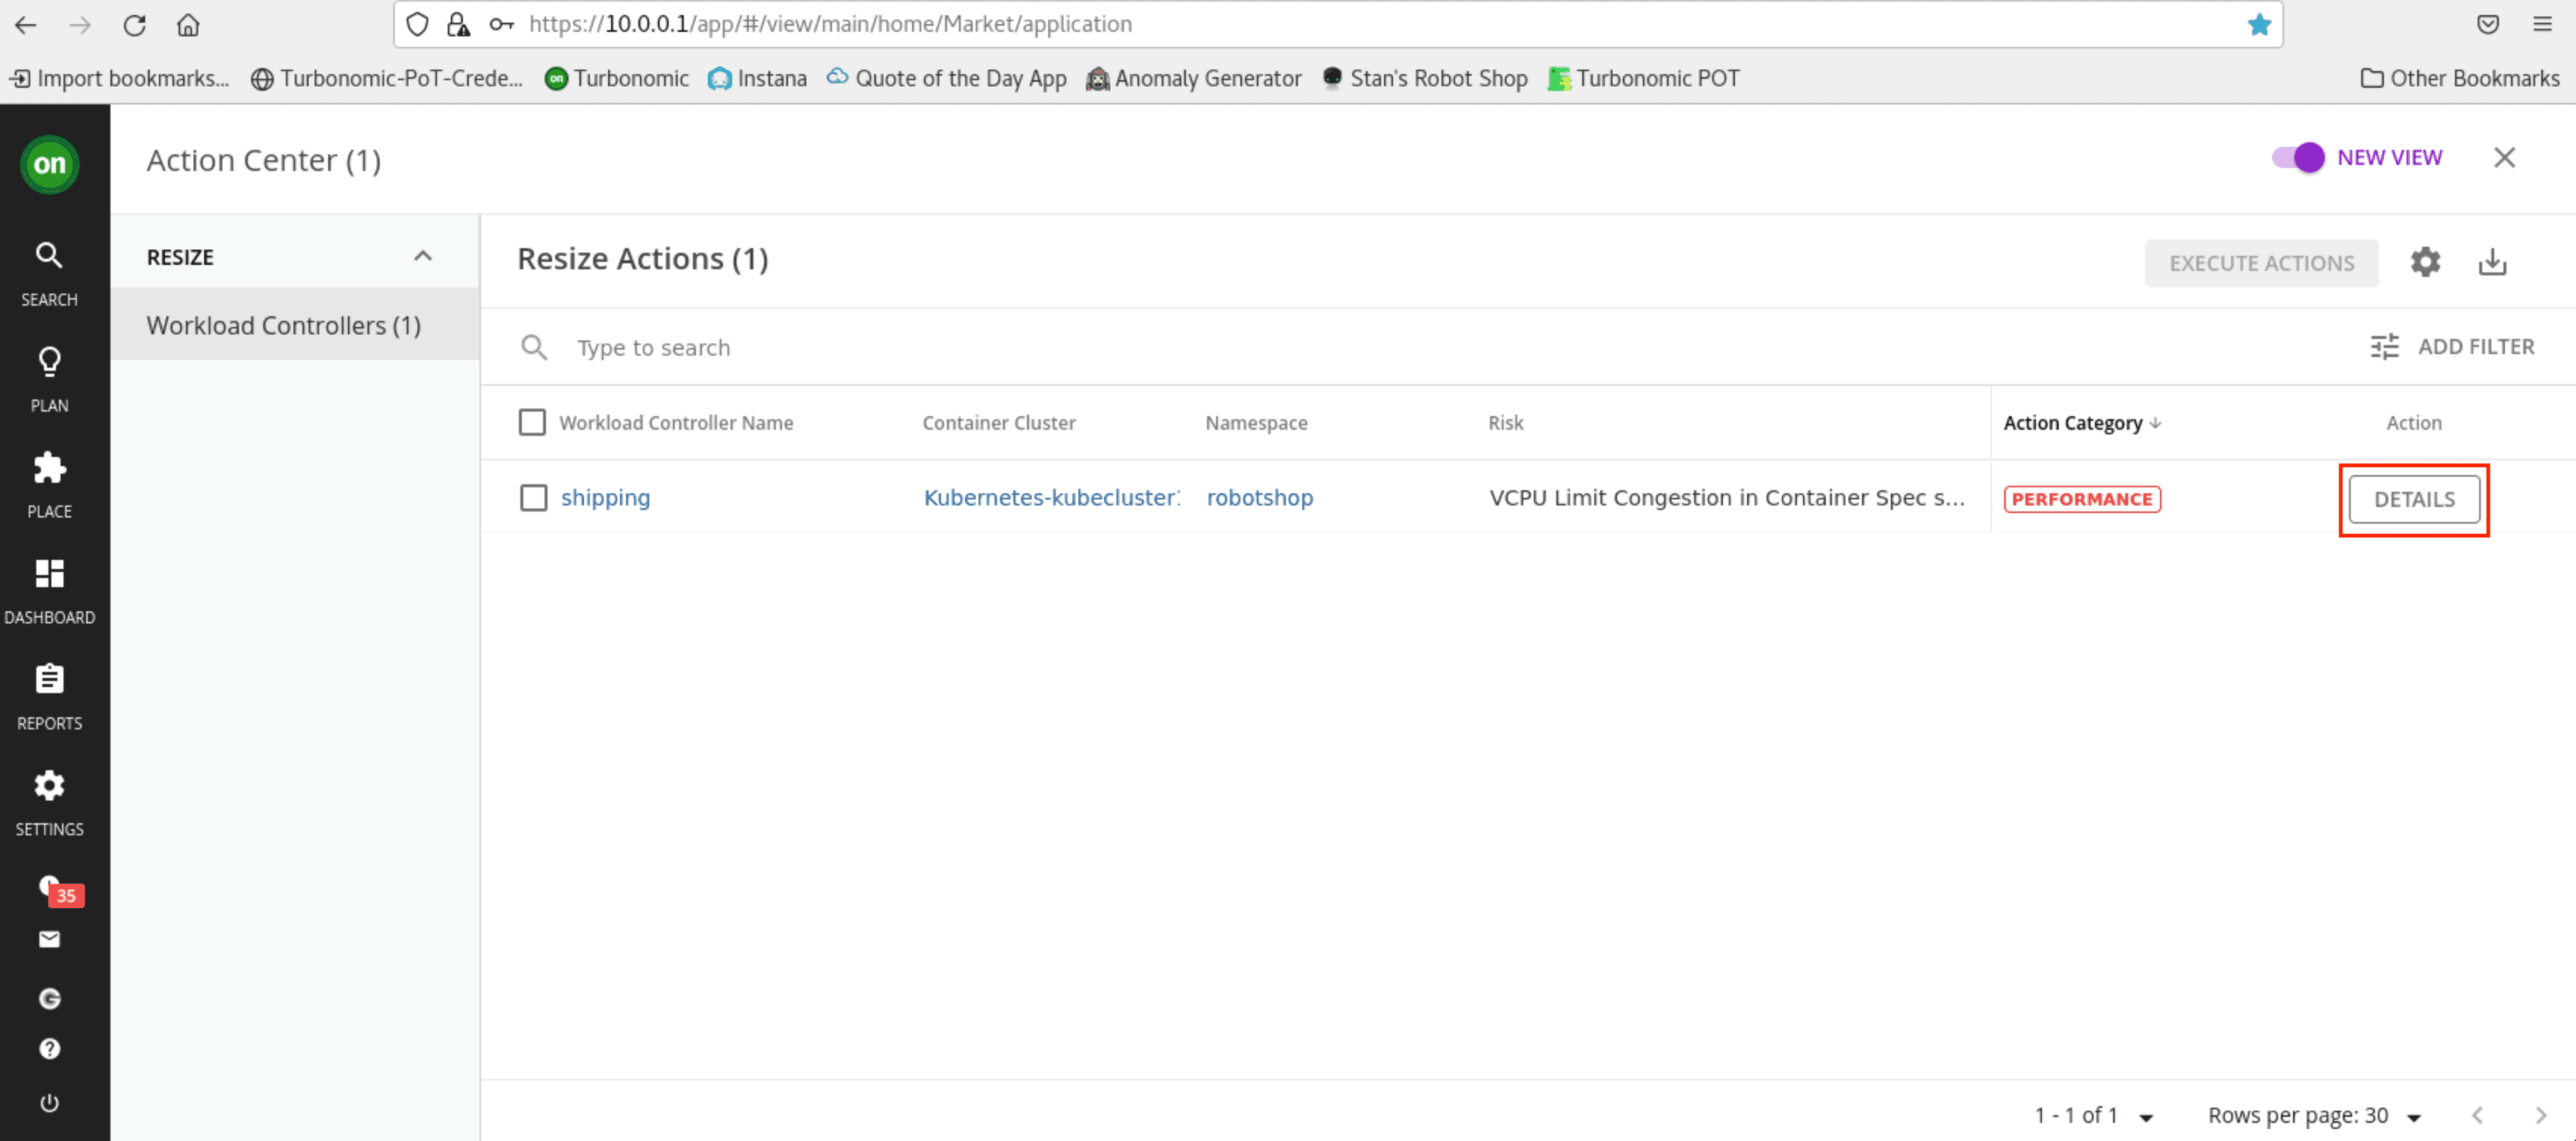 https://10.0.0.1/app/#/view/main/home/Market/application
Import bookmarks... Turbonomic-PoT-Crede... on Turbonomic Instana Quote of the Day App Anomaly Generator Stan's Robot Shop Turbonomic POT Other Bookmarks
on
SEARCH
PLAN
PLACE
DASHBOARD
REPORTS
SETTINGS
35
Action Center (1)
NEW VIEW
RESIZE
Workload Controllers (1)
Resize Actions (1)
EXECUTE ACTIONS
Type to search
ADD FILTER
Workload Controller Name Container Cluster Namespace Risk Action Category Action
shipping Kubernetes-kubecluster robotshop VCPU Limit Congestion in Container Spec s... PERFORMANCE DETAILS
1 - 1 of 1 Rows per page: 30